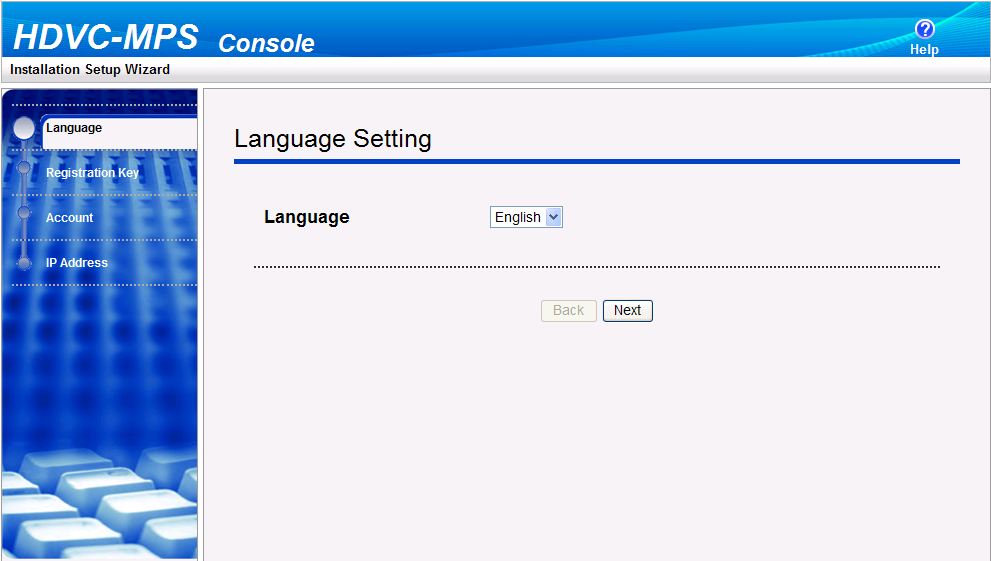 HDVC-MPS Console
Help
Installation Setup Wizard
Language
Registration Key
Account
IP Address
Language Setting
Language English
Back Next